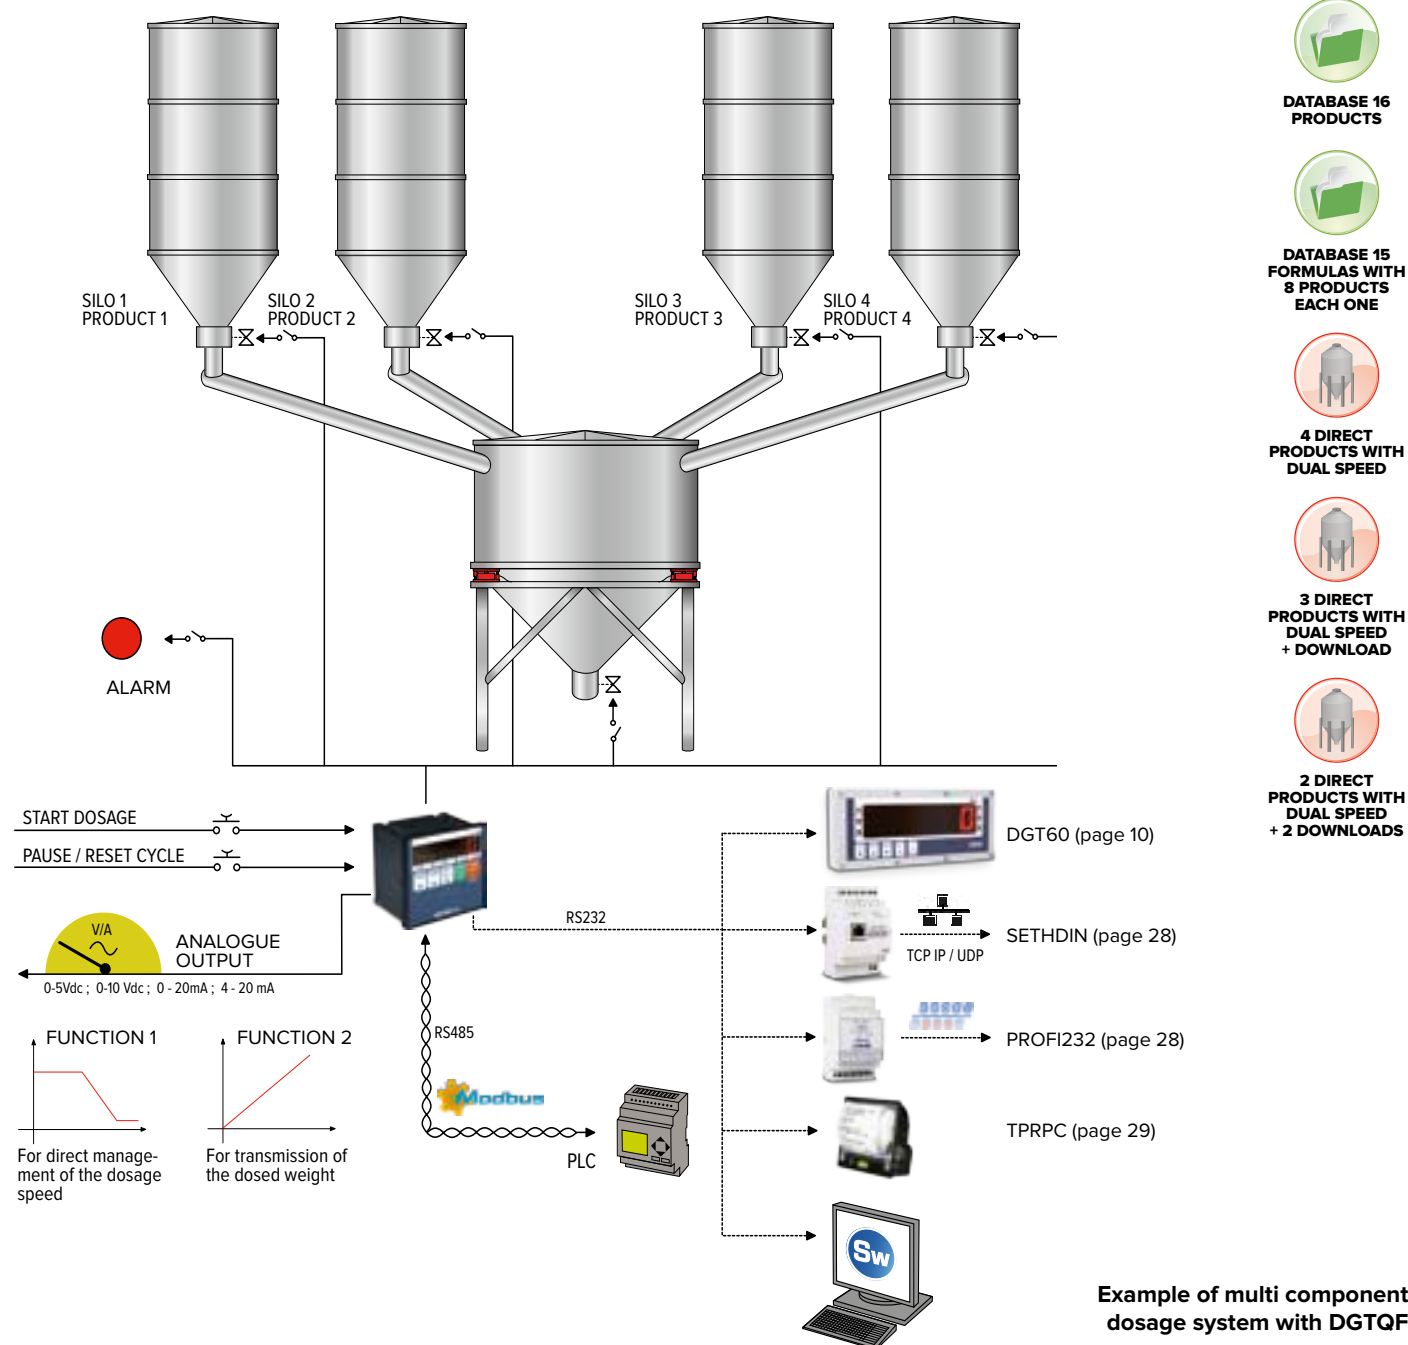 DATABASE 16
PRODUCTS
DATABASE 15
FORMULAS WITH
8 PRODUCTS
EACH ONE
4 DIRECT
PRODUCTS WITH
DUAL SPEED
3 DIRECT
PRODUCTS WITH
DUAL SPEED
+ DOWNLOAD
2 DIRECT
PRODUCTS WITH
DUAL SPEED
+ 2 DOWNLOADS
SILO 1
PRODUCT 1
SILO 2
PRODUCT 2
SILO 3
PRODUCT 3
SILO 4
PRODUCT 4
ALARM
START DOSAGE
PAUSE / RESET CYCLE
V/A
ANALOGUE
OUTPUT
0-5Vdc ; 0-10 Vdc ; 0 - 20mA ; 4 - 20 mA
FUNCTION 1
For direct manage-
ment of the dosage
speed
FUNCTION 2
For transmission of
the dosed weight
RS485
Modbus
PLC
RS232
0
DGT60 (page 10)
TCP IP / UDP
SETHDIN (page 28)
PROFI232 (page 28)
TPRPC (page 29)
Sw
Example of multi component
dosage system with DGTQF